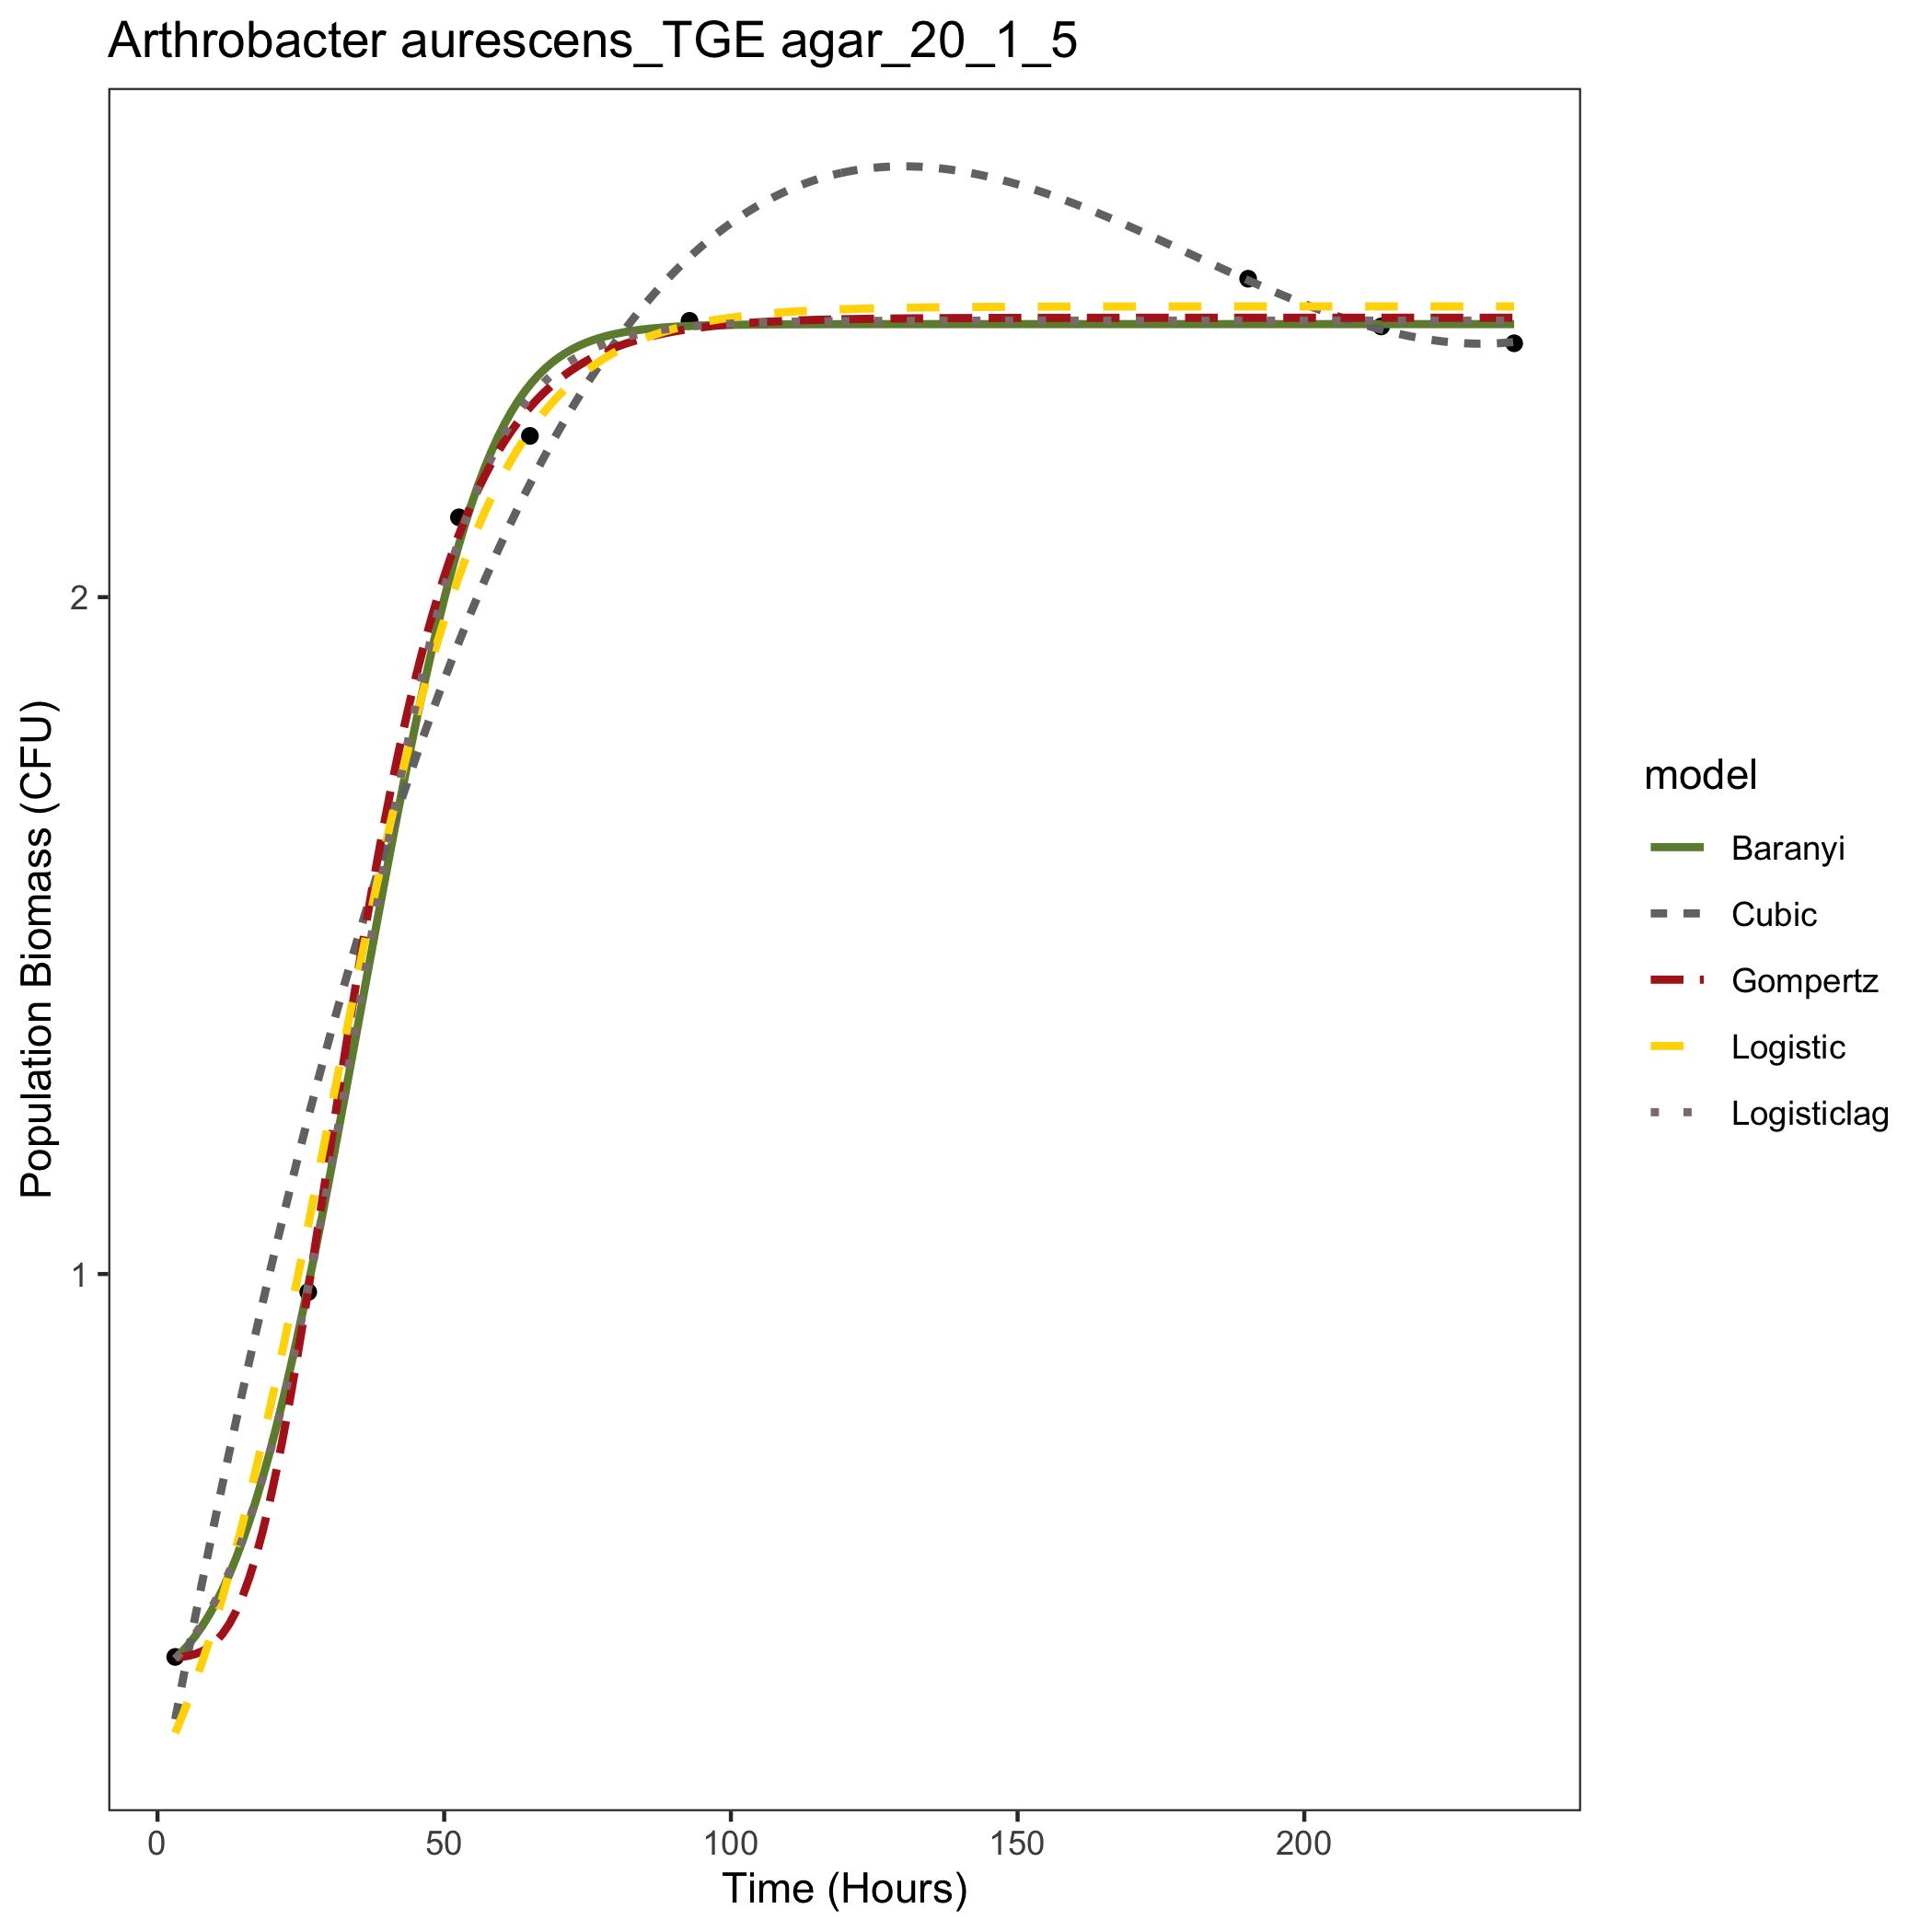 Arthrobacter aurescens_TGE agar_20_1_5
Population Biomass (CFU)
2
1
0
50
100
150
200
Time (Hours)
model
Baranyi
Cubic
Gompertz
Logistic
Logisticlag